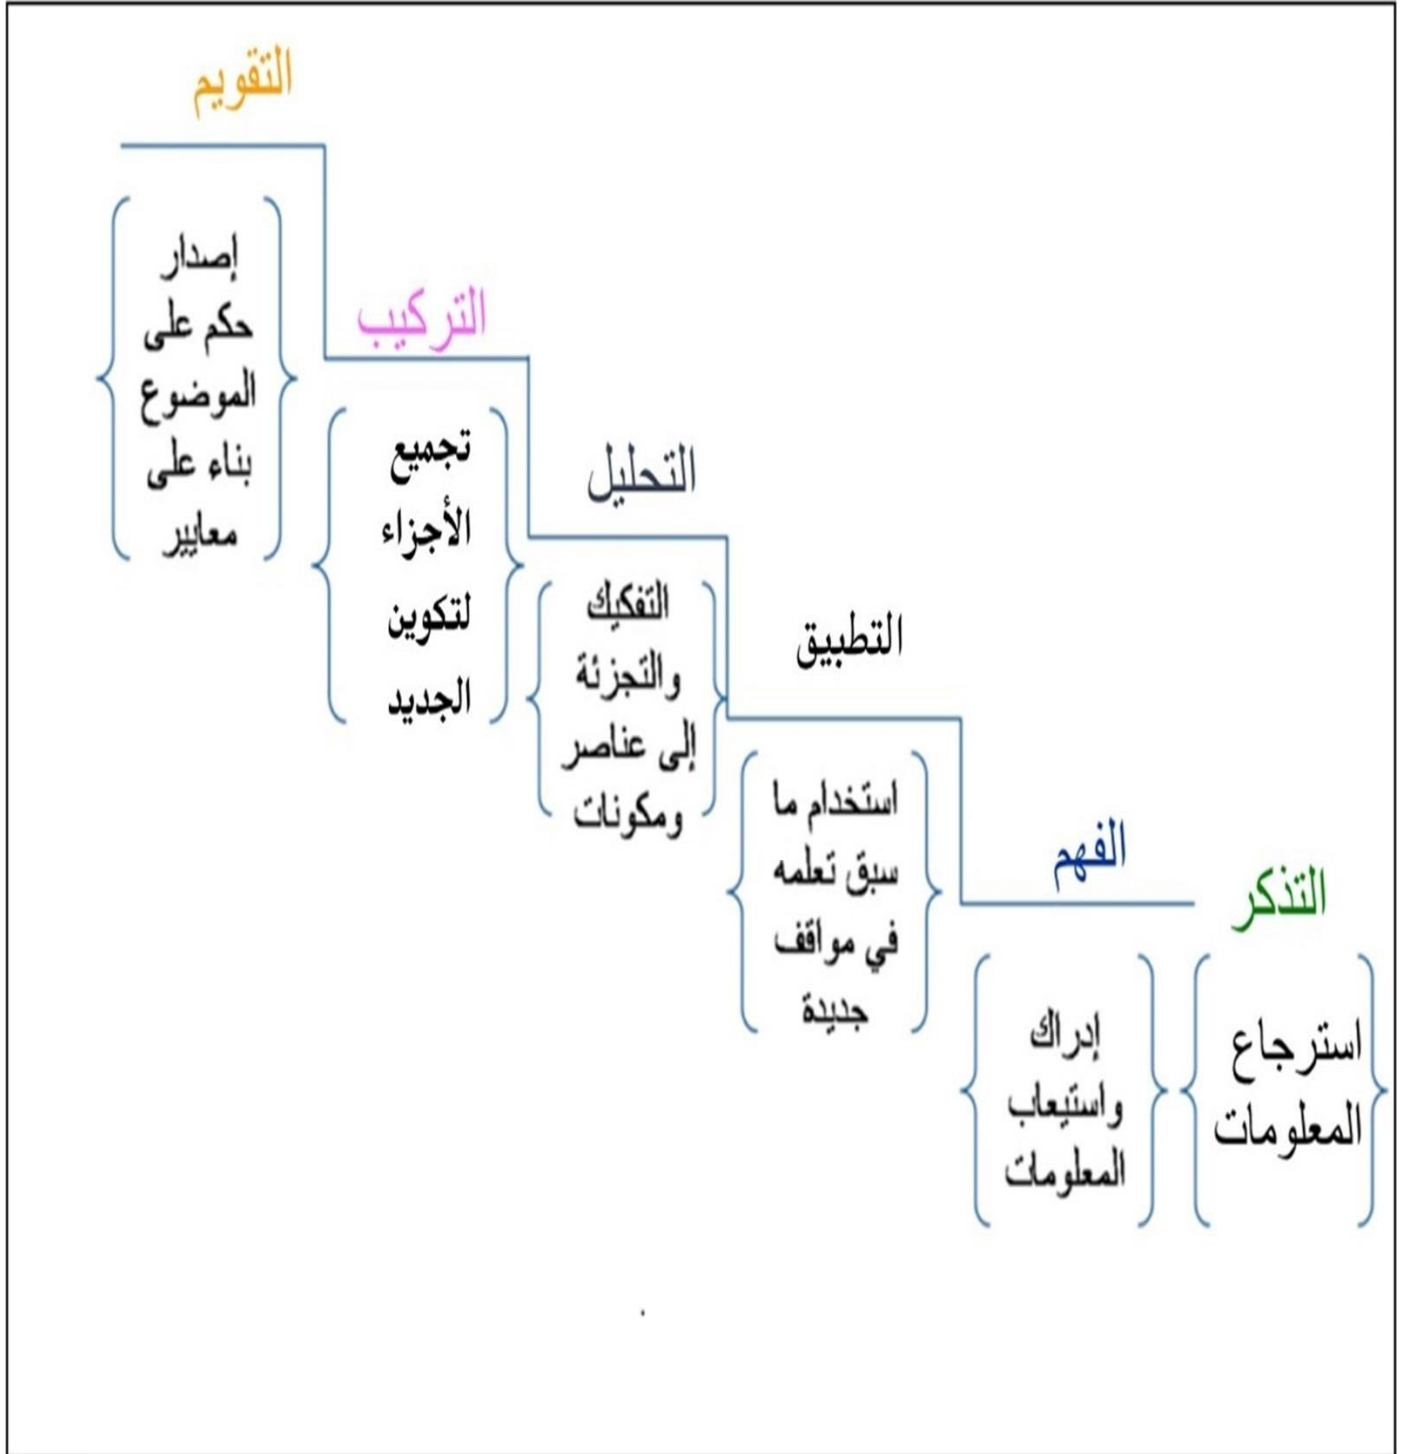 التقويم
إصدار
حكم على
الموضوع
بناء على
معايير
التركيب
تجميع
الأجزاء
لتكوين
الجديد
التحليل
التفكيك
والتجزئة
إلى عناصر
ومكونات
التطبيق
استخدام ما
سبق تعلمه
في مواقف
جديدة
الفهم
إدراك
واستيعاب
المعلومات
التذكر
استرجاع
المعلومات